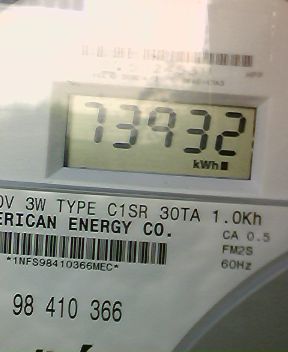 73932
kWh
0V 3W TYPE C1SR 30TA 1.0Kh
ERICAN ENERGY CO.
CA 0.5
FM2S
60Hz
*1NFS98410366MEC*
98 410 366